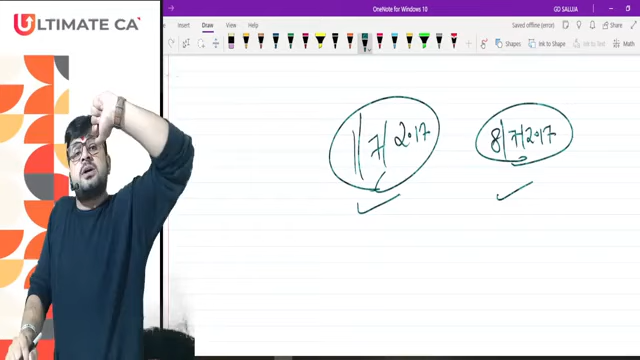 ULTIMATE CA
OneNote for Windows 10
GD SALUJA
Insert Draw View
Saved offline (error) Share
Shapes Ink to Shape Ink to Text Math
1/7/2017 8/7/2017